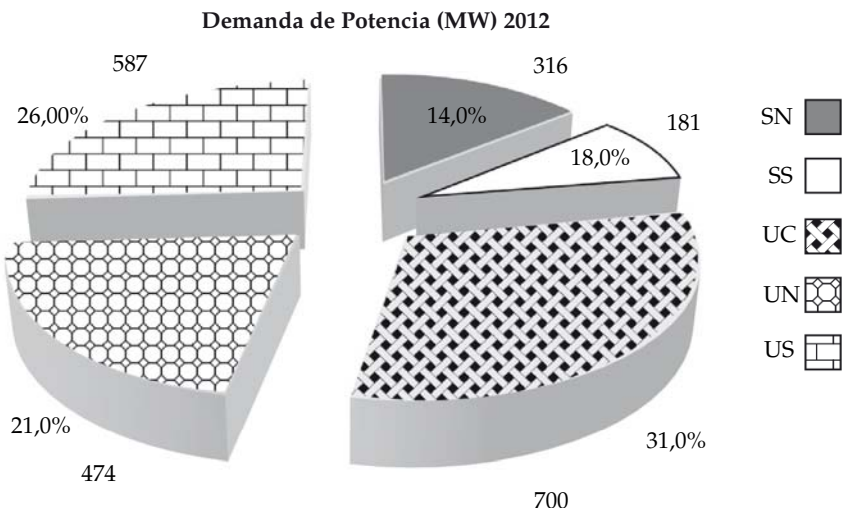 Demanda de Potencia (MW) 2012
587
26,00%
316
14,0%
181
18,0%
SN
SS
UC
UN
US
21,0%
474
31,0%
700